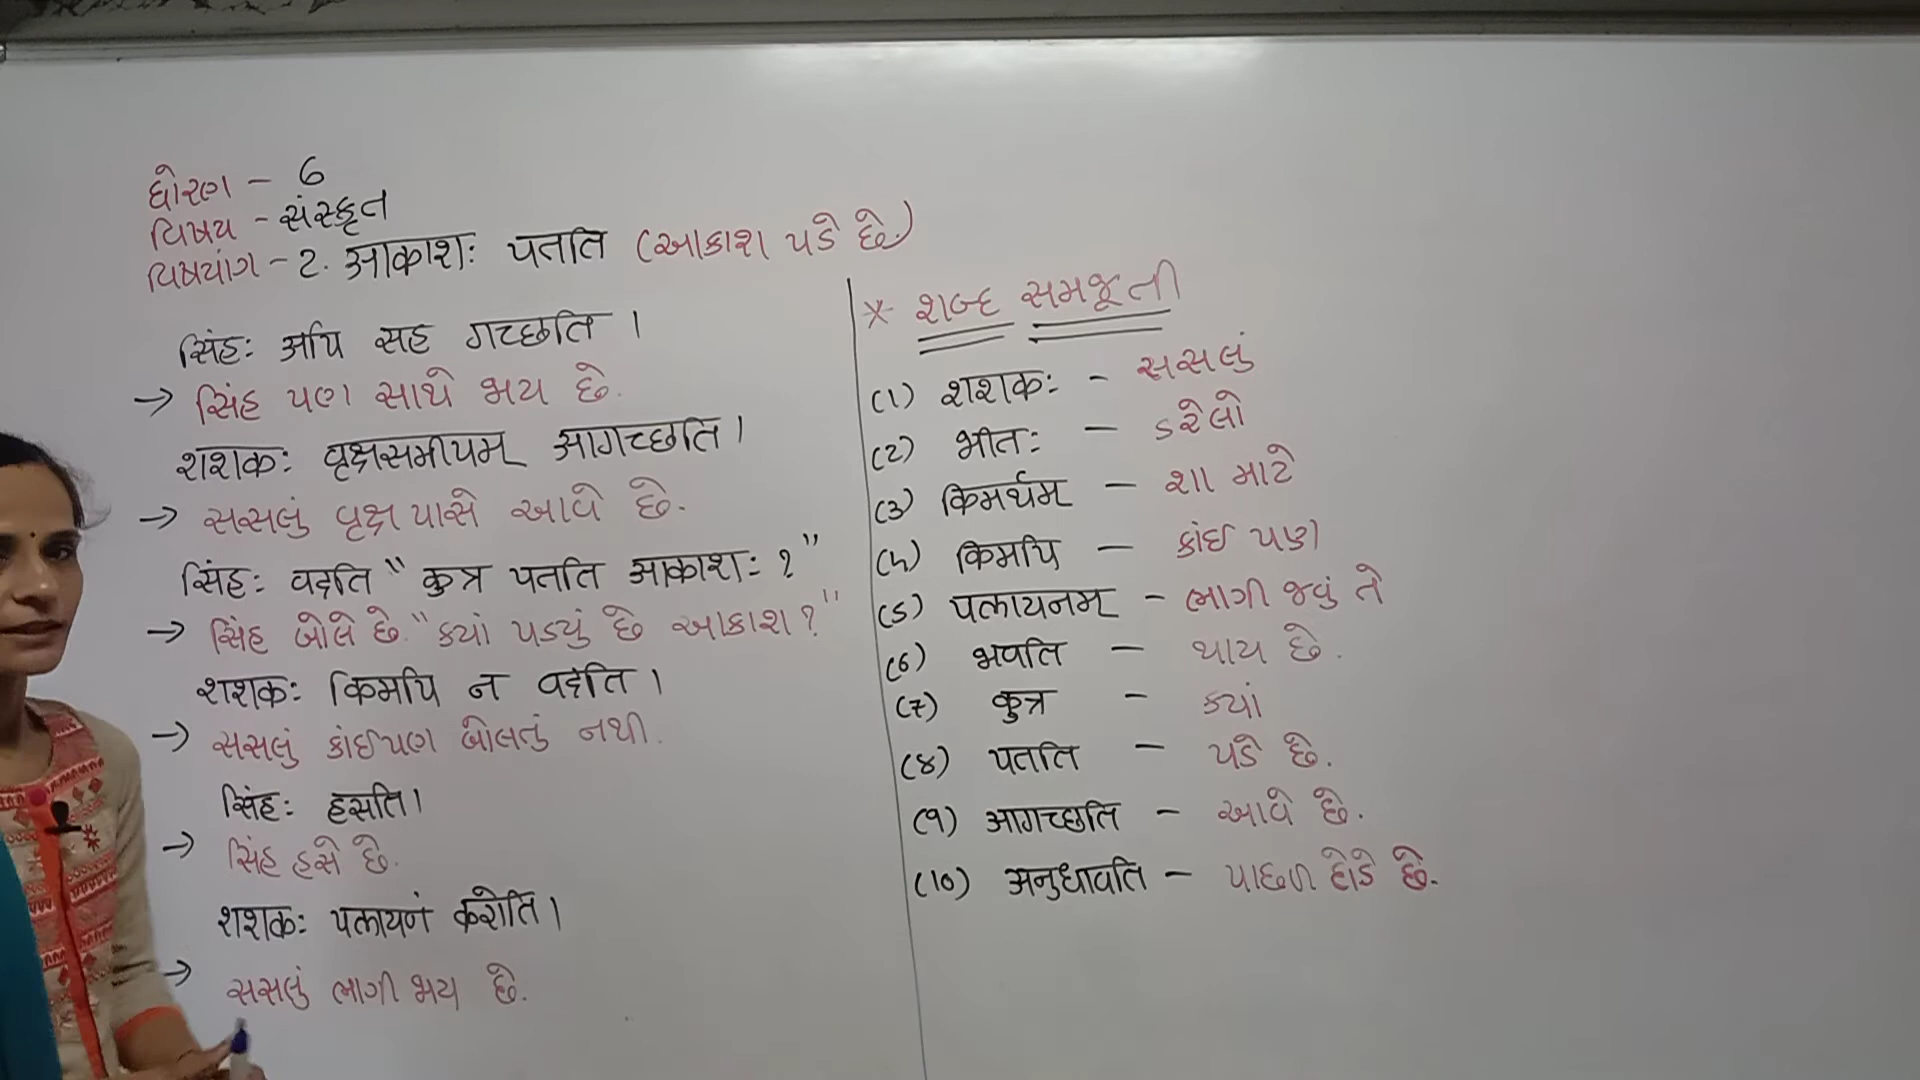 ધોરણ - 6
વિષય - સંસ્કૃત
વિષયાંગ - 2. आकाशः पतति (આકાશ પડે છે.)
सिंहः अपि सह गच्छति ।
→ સિંહ પણ સાથે જાય છે.
शशकः वृक्षसमीपम् आगच्छति ।
→ સસલું વૃક્ષ પાસે આવે છે.
सिंहः वदति “ कुत्र पतति आकाशः ? ”
→ સિંહ બોલે છે. “ ક્યાં પડ્યું છે આકાશ ? ”
शशकः किमपि न वदति ।
→ સસલું કાંઈપણ બોલતું નથી.
सिंहः हसति ।
→ સિંહ હસે છે.
शशकः पलायनं करोति ।
→ સસલું ભાગી જાય છે.
* શબ્દ સમજૂતી
(1) शशकः - સસલું
(2) भीतः - ડરેલો
(3) किमर्थम् - શા માટે
(4) किमपि - કાંઈ પણ
(5) पलायनम् - ભાગી જવું તે
(6) भवति - થાય છે.
(7) कुत्र - ક્યાં
(8) पतति - પડે છે.
(9) आगच्छति - આવે છે.
(10) अनुधावति - પાછળ દોડે છે.